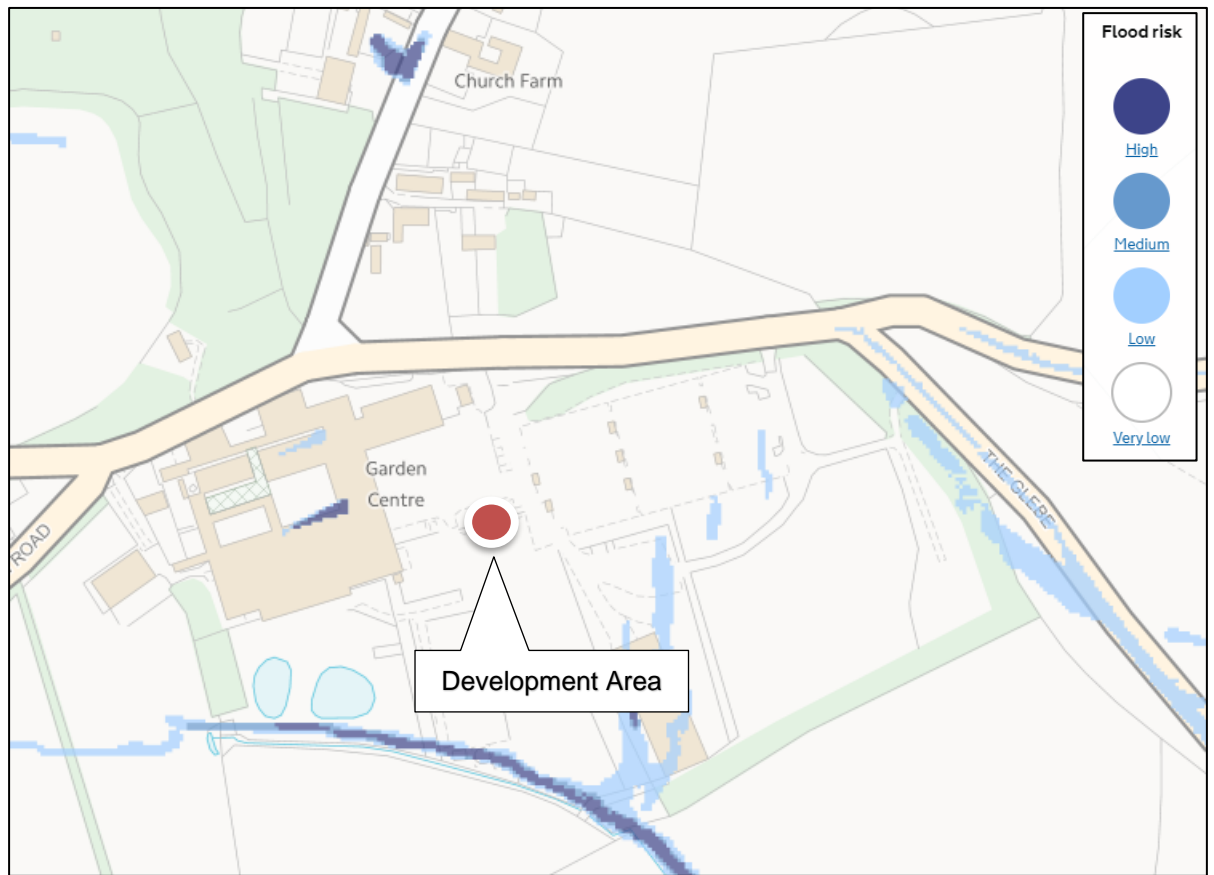 Flood risk
High
Medium
Low
Very low
Church Farm
Garden
Centre
THE GLEBE
ROAD
Development Area